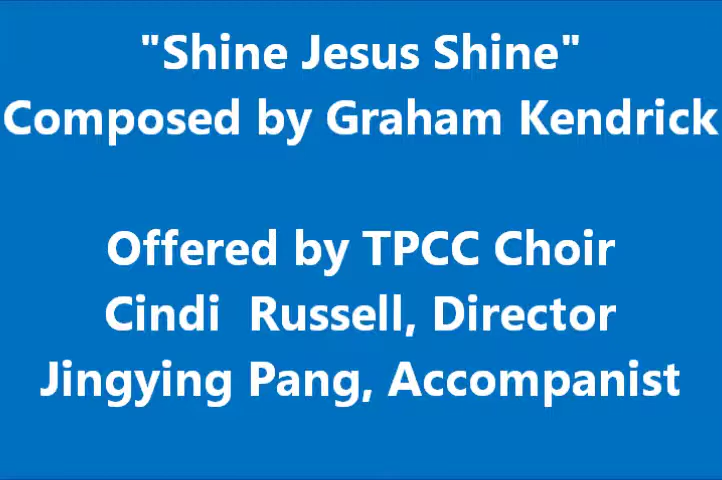 "Shine Jesus Shine"
Composed by Graham Kendrick
Offered by TPCC Choir
Cindi  Russell, Director
Jingying Pang, Accompanist